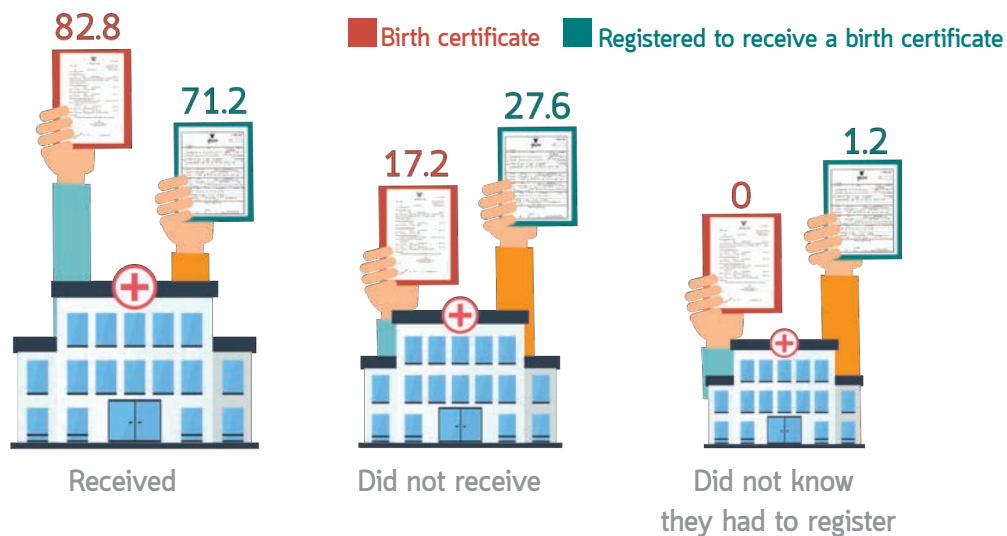 82.8
Birth certificate
Registered to receive a birth certificate
71.2
27.6
17.2
1.2
0
Received
Did not receive
Did not know
they had to register